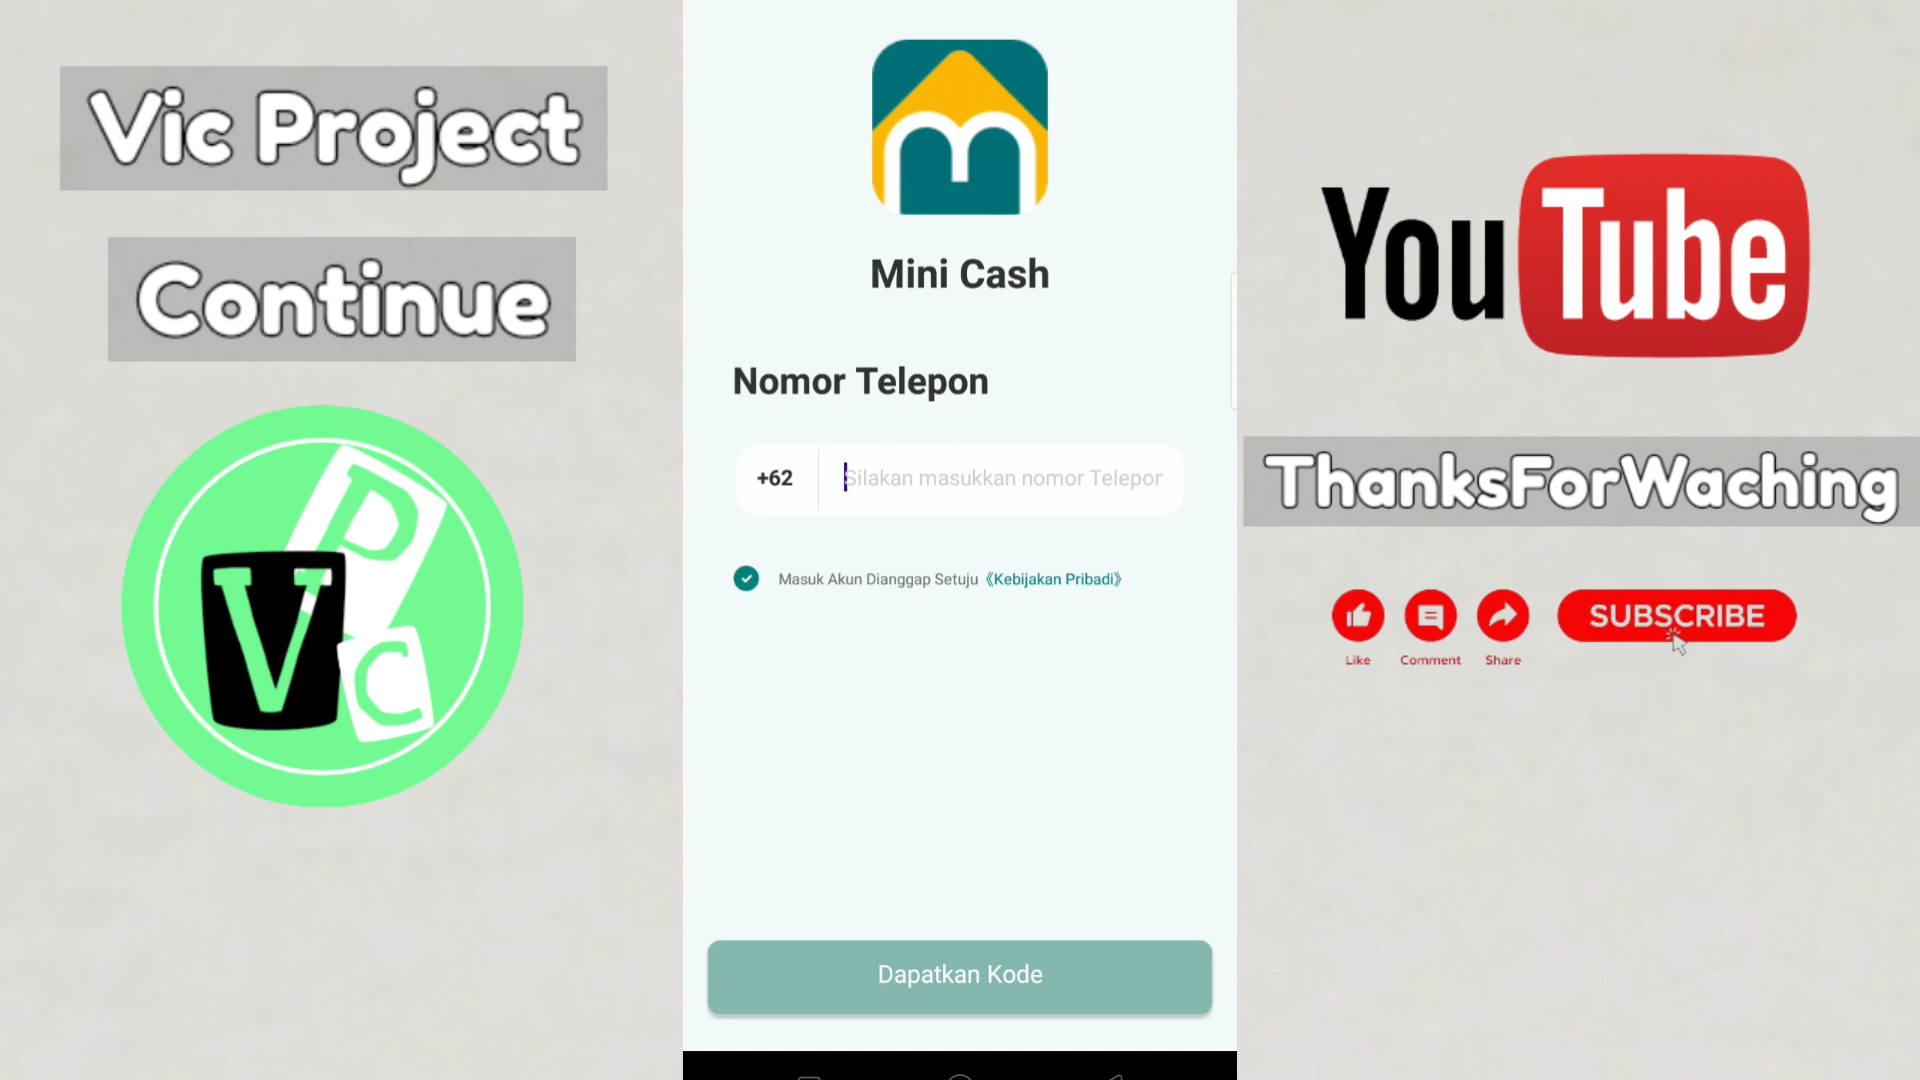 Vic Project
Continue
V
P
C
m
Mini Cash
Nomor Telepon
+62
Silakan masukkan nomor Telepor
Masuk Akun Dianggap Setuju 《Kebijakan Pribadi》
Dapatkan Kode
YouTube
ThanksForWaching
SUBSCRIBE
Like
Comment
Share